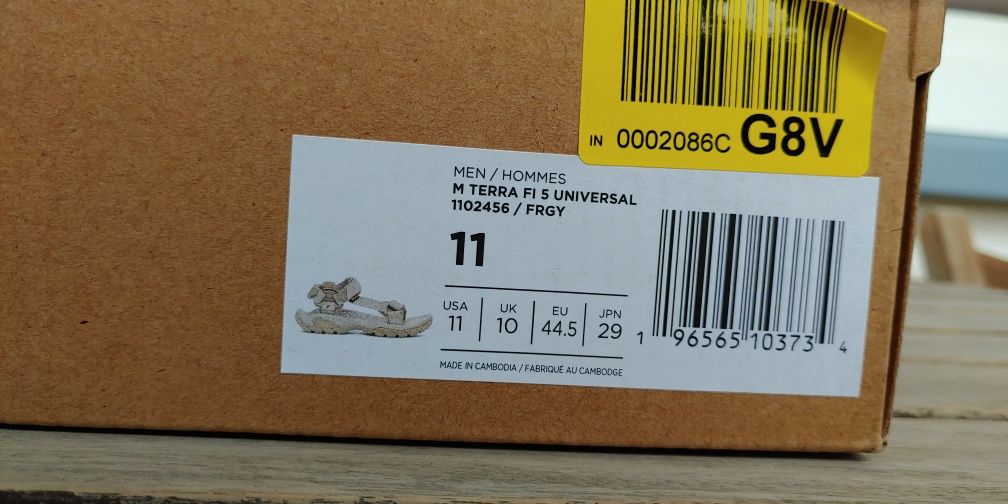 IN 0002086C G8V
MEN / HOMMES
M TERRA FI 5 UNIVERSAL
1102456 / FRGY
11
USA UK EU JPN
11 10 44.5 29
MADE IN CAMBODIA / FABRIQUÉ AU CAMBODGE
1 96565 10373 4